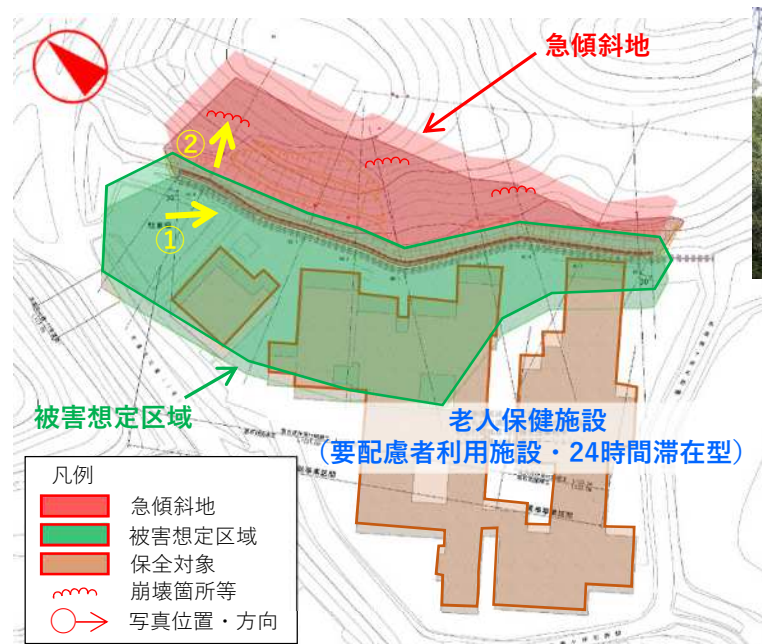 急傾斜地
②
①
被害想定区域
老人保健施設
(要配慮者利用施設・24時間滞在型)
凡例
急傾斜地
被害想定区域
保全対象
崩壊箇所等
写真位置・方向